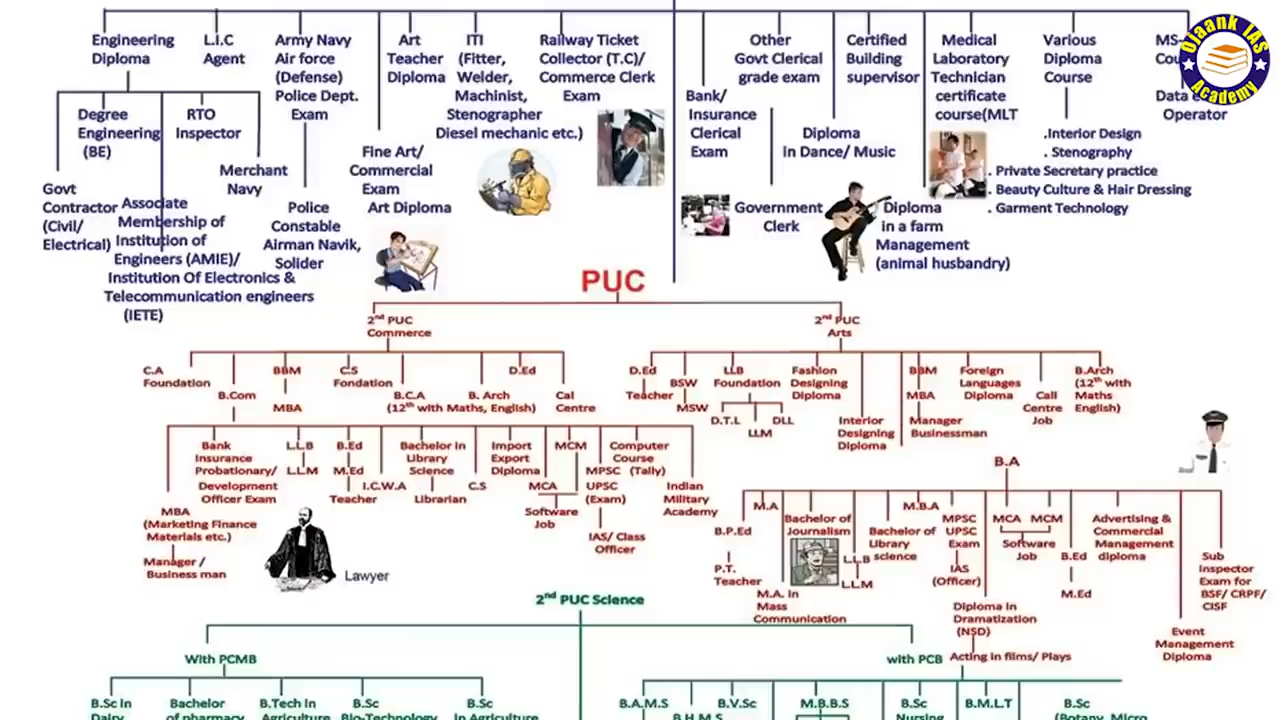 Engineering
Diploma
L.I.C
Agent
Army Navy
Air force
(Defense)
Police Dept.
Exam
Art
Teacher
Diploma
ITI
(Fitter,
Welder,
Machinist,
Stenographer
Diesel mechanic etc.)
Railway Ticket
Collector (T.C)/
Commerce Clerk
Exam
Bank/
Insurance
Clerical
Exam
Other
Govt Clerical
grade exam
Certified
Building
supervisor
Medical
Laboratory
Technician
certificate
course(MLT
Various
Diploma
Course
MS-
Operator
Ojaank IAS
Academy
Degree
Engineering
(BE)
RTO
Inspector
Merchant
Navy
Govt
Contractor
(Civil/
Electrical)
Associate
Membership of
Institution of
Engineers (AMIE)/
Institution Of Electronics &
Telecommunication engineers
(IETE)
Police
Constable
Airman Navik,
Solider
Fine Art/
Commercial
Exam
Art Diploma
Government
Clerk
Diploma
in Dance/ Music
Diploma
in a farm
Management
(animal husbandry)
.Interior Design
. Stenography
. Private Secretary practice
. Beauty Culture & Hair Dressing
. Garment Technology
PUC
2nd PUC
Commerce
2nd PUC
Arts
C.A
Foundation
B.Com
BBM
MBA
C.S
Fondation
B.C.A
(12th with Maths, English)
B. Arch
D.Ed
Cal
Centre
D.Ed
Teacher
BSW
MSW
LLB
Foundation
D.T.L
LLM
DLL
Fashion
Designing
Diploma
Interior
Designing
Diploma
BBM
MBA
Manager
Businessman
Foreign
Languages
Diploma
Call
Centre
Job
B.Arch
(12th with
Maths
English)
Bank
Insurance
Probationary/
Development
Officer Exam
L.L.B
L.L.M
B.Ed
M.Ed
Teacher
I.C.W.A
Bachelor in
Library
Science
Librarian
C.S
Import
Export
Diploma
MCM
MCA
Software
Job
MPSC
UPSC
(Exam)
IAS/ Class
Officer
Computer
Course
(Tally)
Indian
Military
Academy
MBA
(Marketing Finance
Materials etc.)
Manager /
Business man
Lawyer
B.A
B.P.Ed
P.T.
Teacher
M.A
Bachelor of
Journalism
M.A. in
Mass
Communication
L.L.B
L.L.M
M.B.A
Bachelor of
Library
science
MPSC
UPSC
Exam
IAS
(Officer)
Diploma in
Dramatization
(NSD)
Acting in films/ Plays
MCA
MCM
Software
Job
B.Ed
M.Ed
Advertising &
Commercial
Management
diploma
Event
Management
Diploma
Sub
Inspector
Exam for
BSF/ CRPF/
CISF
2nd PUC Science
With PCMB
with PCB
B.Sc in
Dairy
Bachelor
of pharmacy
B.Tech in
Agriculture
B.Sc
Bio-Technology
B.Sc
in Agriculture
B.A.M.S
B.H.M.S
B.V.Sc
M.B.B.S
B.Sc
Nursing
B.M.L.T
B.Sc
(Botany, Micro